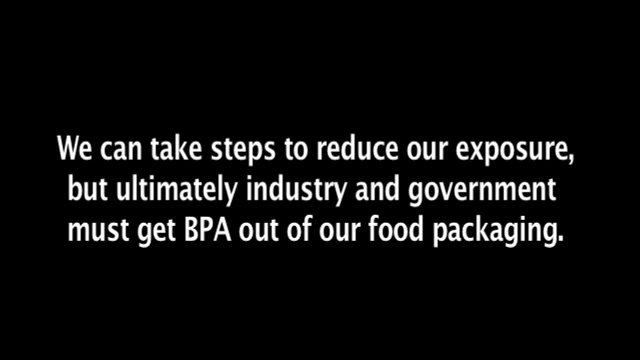 We can take steps to reduce our exposure,
but ultimately industry and government
must get BPA out of our food packaging.